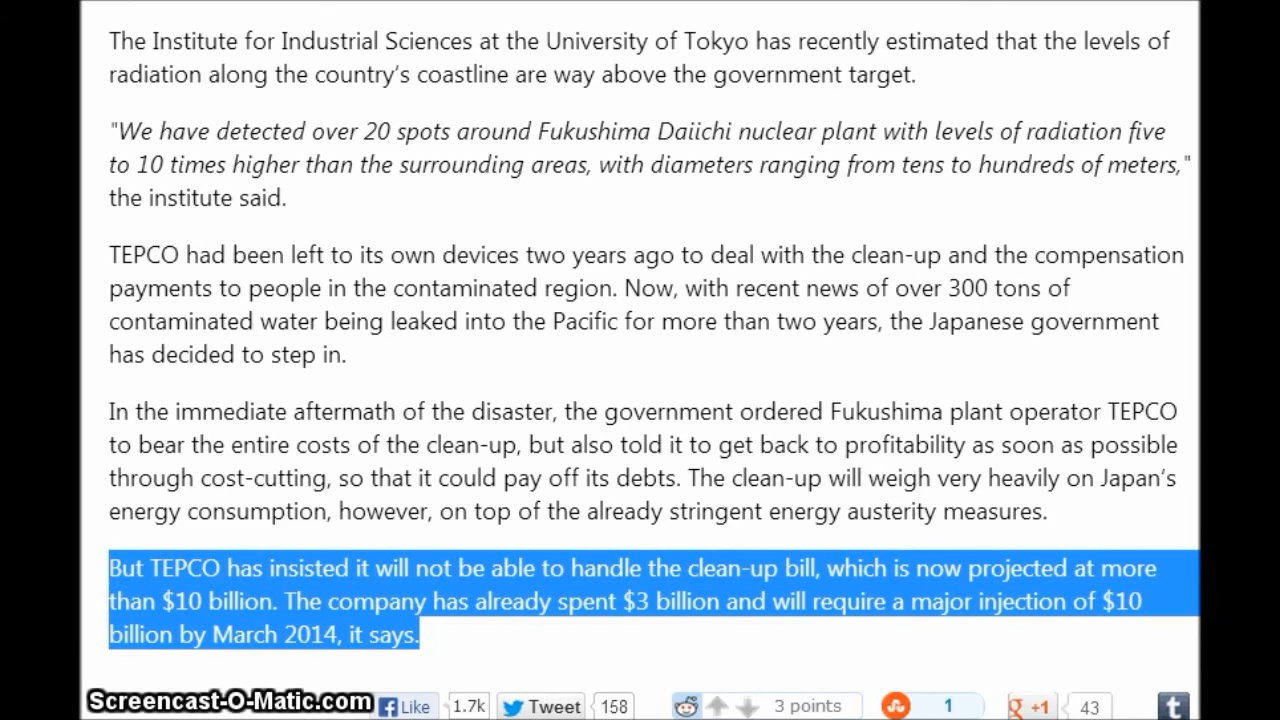 The Institute for Industrial Sciences at the University of Tokyo has recently estimated that the levels of
radiation along the country's coastline are way above the government target.
"We have detected over 20 spots around Fukushima Daiichi nuclear plant with levels of radiation five
to 10 times higher than the surrounding areas, with diameters ranging from tens to hundreds of meters,"
the institute said.
TEPCO had been left to its own devices two years ago to deal with the clean-up and the compensation
payments to people in the contaminated region. Now, with recent news of over 300 tons of
contaminated water being leaked into the Pacific for more than two years, the Japanese government
has decided to step in.
In the immediate aftermath of the disaster, the government ordered Fukushima plant operator TEPCO
to bear the entire costs of the clean-up, but also told it to get back to profitability as soon as possible
through cost-cutting, so that it could pay off its debts. The clean-up will weigh very heavily on Japan's
energy consumption, however, on top of the already stringent energy austerity measures.
But TEPCO has insisted it will not be able to handle the clean-up bill, which is now projected at more
than $10 billion. The company has already spent $3 billion and will require a major injection of $10
billion by March 2014, it says.
Screencast-O-Matic.com f Like 1.7k Tweet 158 3 points 1 g +1 43 t